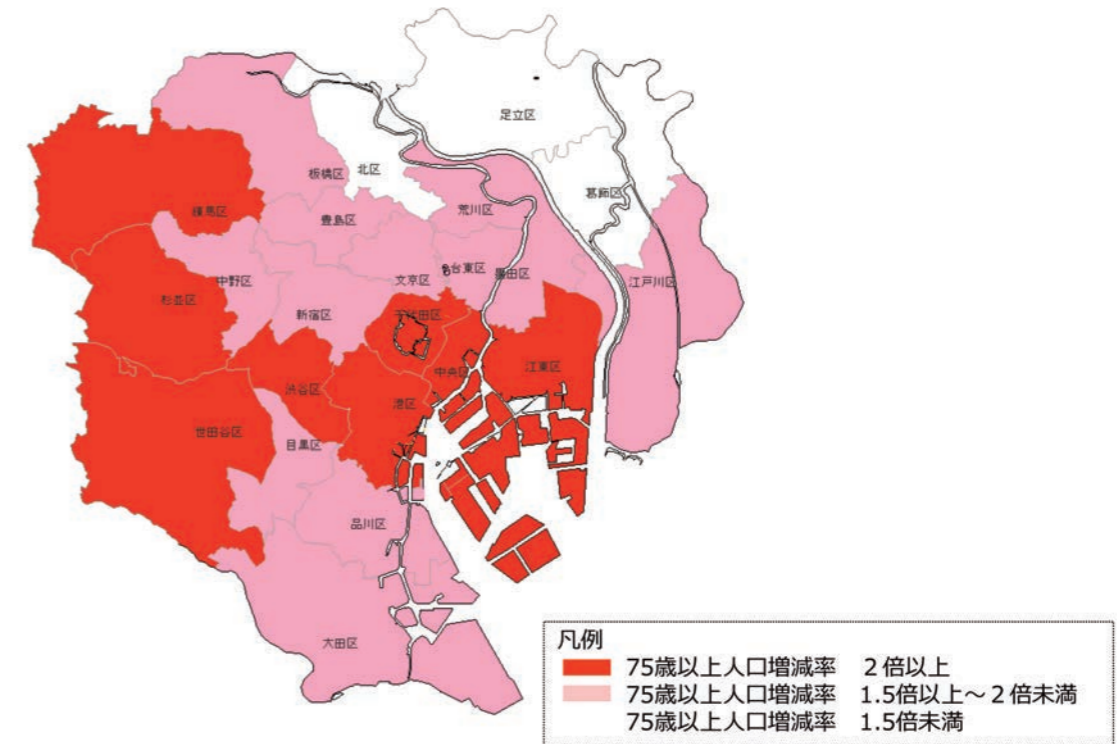 足立区
北区
板橋区
葛飾区
荒川区
練馬区
豊島区
台東区
墨田区
文京区
中野区
江戸川区
杉並区
新宿区
千代田区
江東区
中央区
渋谷区
港区
世田谷区
目黒区
品川区
大田区
凡例
75歳以上人口増減率 2倍以上
75歳以上人口増減率 1.5倍以上~2倍未満
75歳以上人口増減率 1.5倍未満